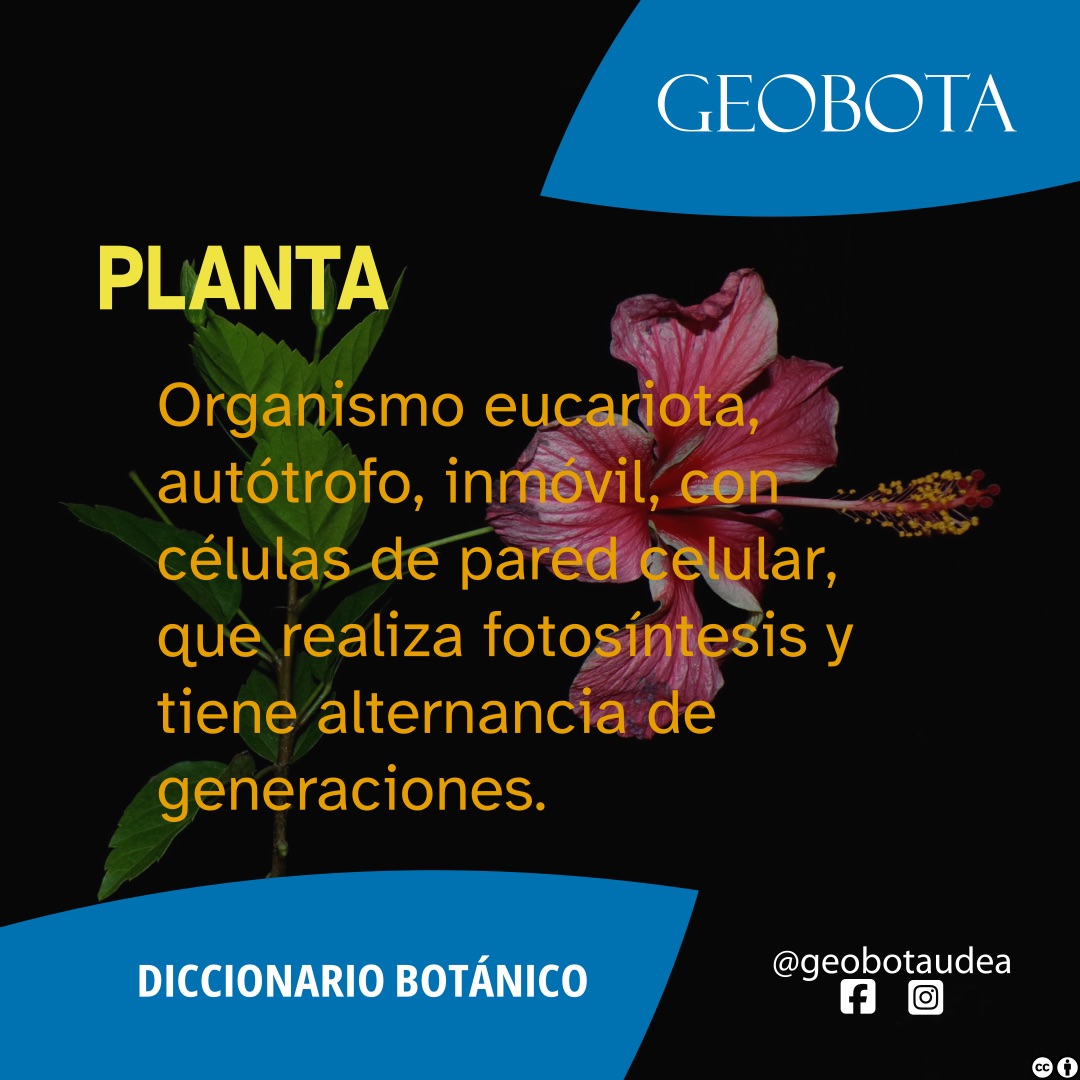 GEOBOTA
PLANTA
Organismo eucariota,
autótrofo, inmóvil, con
células de pared celular,
que realiza fotosíntesis y
tiene alternancia de
generaciones.
DICCIONARIO BOTÁNICO
@geobotaudea
cc